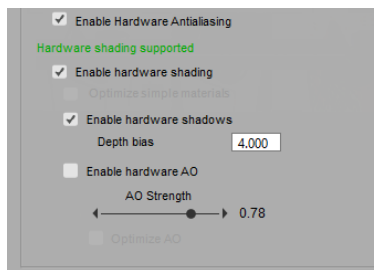 Enable Hardware Antialiasing
Hardware shading supported
Enable hardware shading
Optimize simple materials
Enable hardware shadows
Depth bias 4.000
Enable hardware AO
AO Strength
0.78
Optimize AO